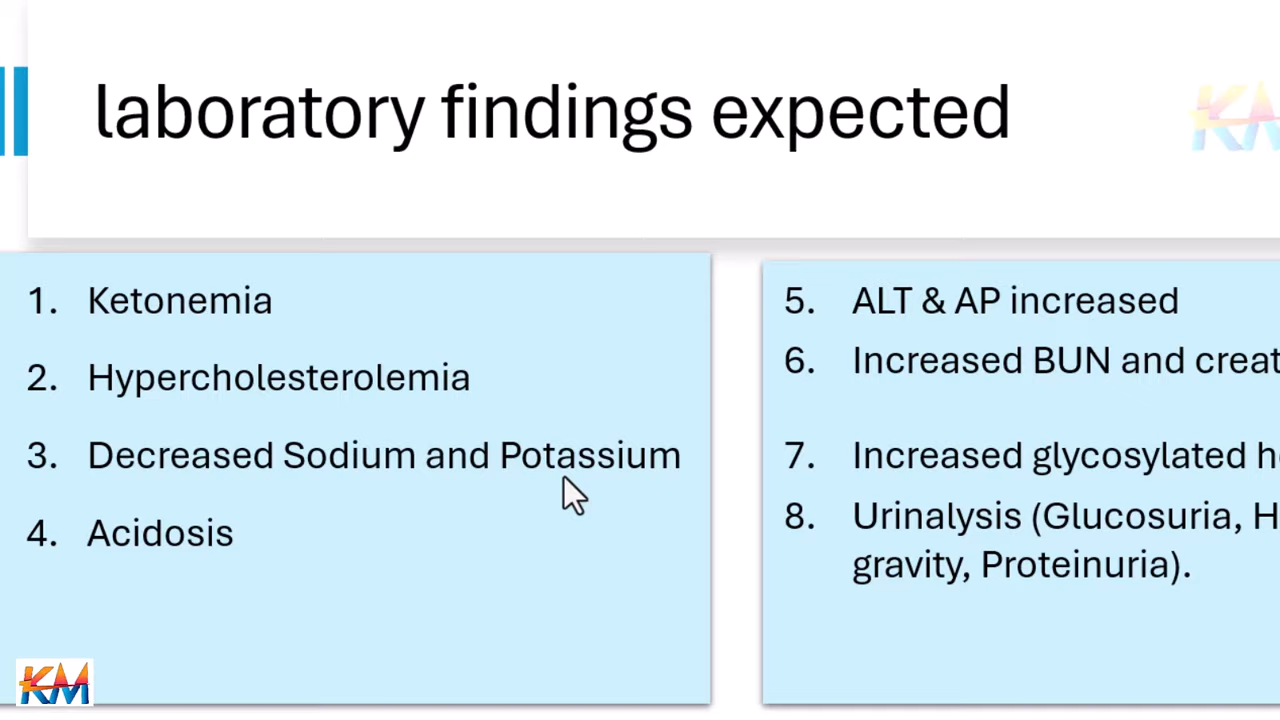 laboratory findings expected
KM
1. Ketonemia
2. Hypercholesterolemia
3. Decreased Sodium and Potassium
4. Acidosis
5. ALT & AP increased
6. Increased BUN and
7. Increased glycosylated
8. Urinalysis (Glucosuria,
gravity, Proteinuria).
KM